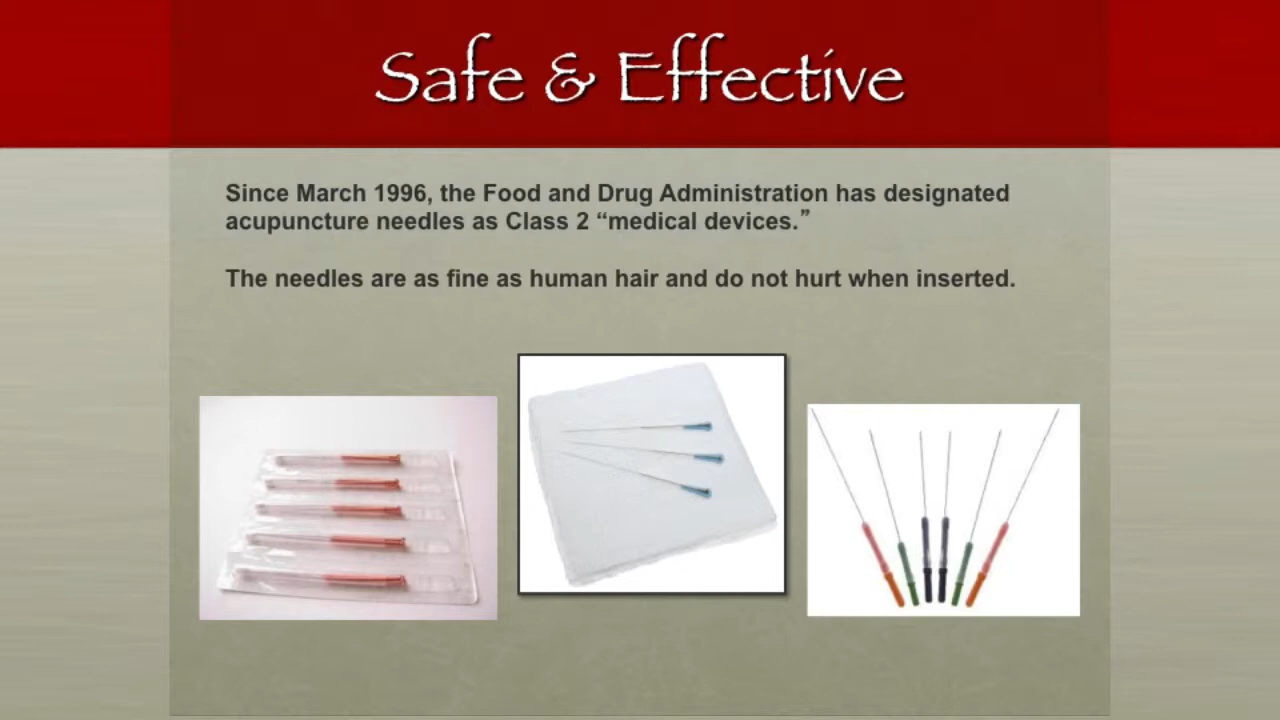 Safe & Effective
Since March 1996, the Food and Drug Administration has designated
acupuncture needles as Class 2 “medical devices.”
The needles are as fine as human hair and do not hurt when inserted.